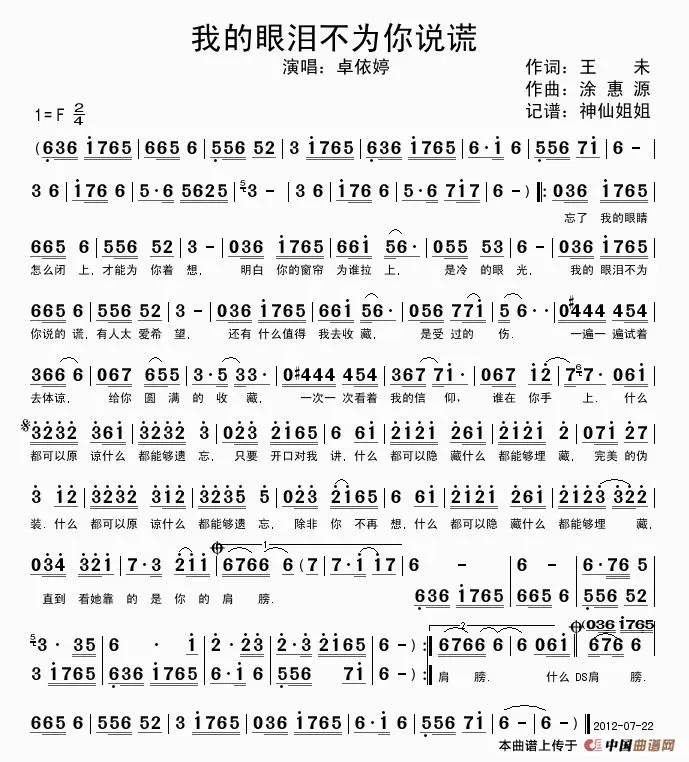 我的眼泪不为你说谎
演唱：卓依婷
作词：王 未
作曲：涂 惠 源
记谱：神仙姐姐
1=F 2/4
(636 1765 | 665 6 | 556 52 | 3 1765 | 636 1765 | 6·1 6 | 556 71 | 6 - |
3 6 | 176 6 | 5·6 5625 | 3 - | 3 6 | 176 6 | 5·6 717 | 6 - ) ‖: 036 1765 |
忘了 我的眼睛
665 6 | 556 52 | 3 - | 036 1765 | 661 56· | 055 53 | 6 - | 036 1765 |
怎么闭 上，才能为 你着 想， 明白 你的窗帘 为谁拉 上， 是冷 的眼 光， 我的 眼泪不为
665 6 | 556 52 | 3 - | 036 1765 | 661 56· | 056 771 | 56·· | 0#444 454 |
你说的 谎，有人太 爱希 望， 还有 什么值得 我去收 藏， 是受 过的 伤. 一遍一 遍试着
366 6 | 067 655 | 3·5 33· | 0#444 454 | 367 71· | 067 12 | 7 7· 061 |
去体谅， 给你 圆 满的 收 藏， 一次一 次看着 我的信 仰， 谁在 你手 上. 什么
3232 361 | 3232 5 3 | 023 2165 | 6 61 | 2121 261 | 2121 2 | 071 27 |
都可以原 谅什么 都能够遗 忘， 只要 开口对我 讲，什么 都可以隐 藏什么 都能够埋 藏，完美 的伪
3 12 | 3232 312 | 3235 5 | 023 2165 | 6 61 | 2121 261 | 2123 322 |
装. 什么 都可以原 谅什么 都能够遗 忘， 除非 你 不再 想，什么 都可以隐 藏什么 都能够埋 藏，
034 321 | 7·3 211 | 6766 6 (7 | 7·1 17 | 6 - | 6 - | 6·765 |
直到 看她靠 的 是 你 的 肩 膀.
636 1765 | 665 6 | 556 52
3· 35 | 6 · 1 | 2·23 | 2·3 2165 | 6 - ) :‖ 6766 6 | 6 061 ‖ 676 6
(036 1765
3 1765 | 636 1765 | 6·1 6 | 556 71 | 6 - ) :‖
肩 膀. 什么 DS肩 膀.
665 6 | 556 52 | 3 1765 | 636 1765 | 6·1 6 | 556 71 | 6 - | 6 - ) ‖ 2012-07-22
本曲谱上传于 中国曲谱网